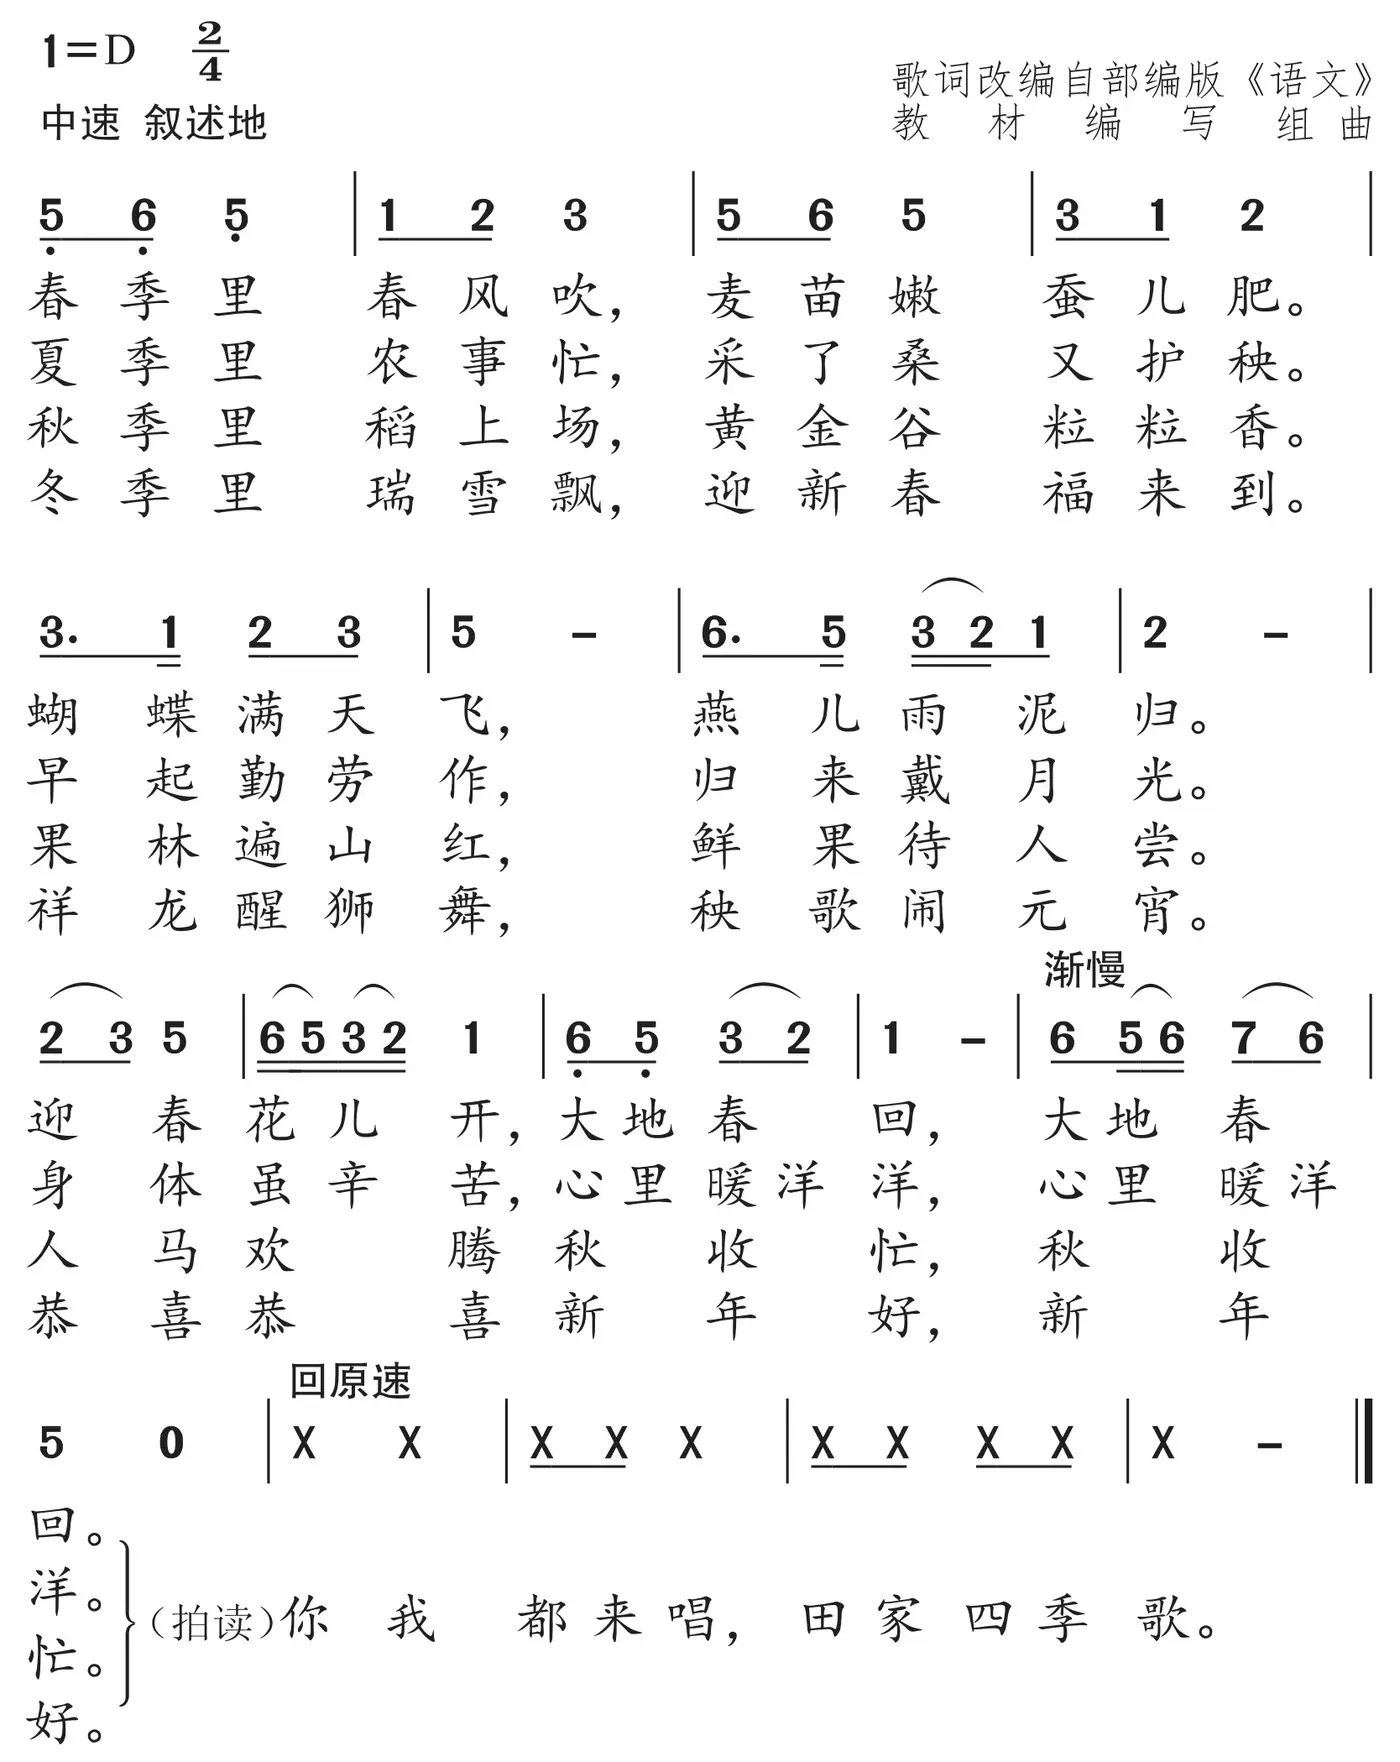 1=D 2/4
歌词改编自部编版《语文》
中速 叙述地
教材编写组曲
5 6 5 | 1 2 3 | 5 6 5 | 3 1 2 |
春季里 春风吹, 麦苗嫩 蚕儿肥。
夏季里 农事忙, 采了桑 又护秧。
秋季里 稻上场, 黄金谷 粒粒香。
冬季里 瑞雪飘, 迎新春 福来到。
3. 1 2 3 | 5 – | 6. 5 3 2 1 | 2 – |
蝴蝶满天飞, 燕儿雨泥归。
早起勤劳作, 归来戴月光。
果林遍山红, 鲜果待人尝。
祥龙醒狮舞, 秧歌闹元宵。
渐慢
2 3 5 | 6 5 3 2 1 | 6 5 3 2 | 1 – | 6 5 6 7 6 |
迎春花儿开, 大地春回, 大地春
身体虽辛苦, 心里暖洋洋, 心里暖洋
人马欢腾秋收忙, 秋收
恭喜恭喜新年好, 新年
回原速
5 0 | X X | X X X | X X X X | X – ‖
回。
洋。
(拍读)你我都来唱, 田家四季歌。
忙。
好。